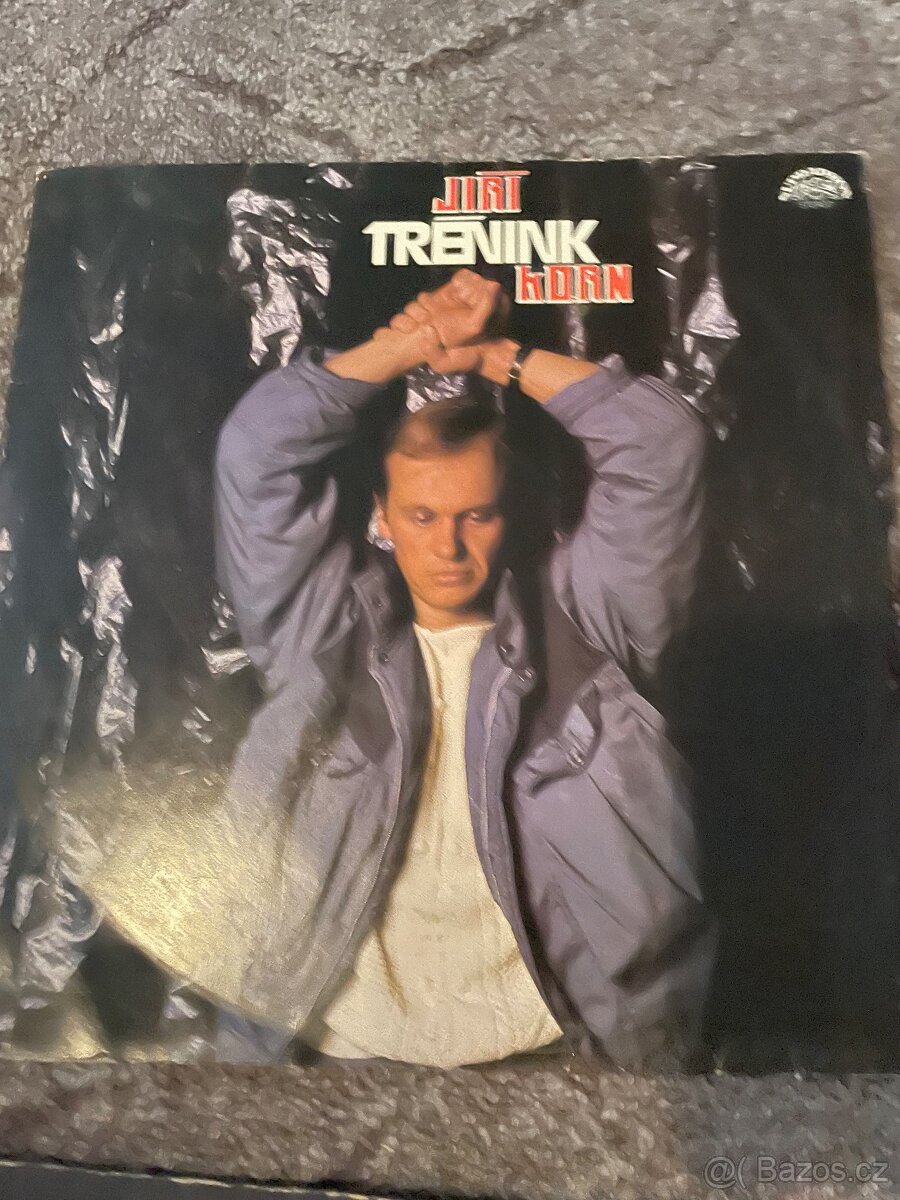 JIŘÍ
TRÉNINK
KORN
@( Bazos.cz